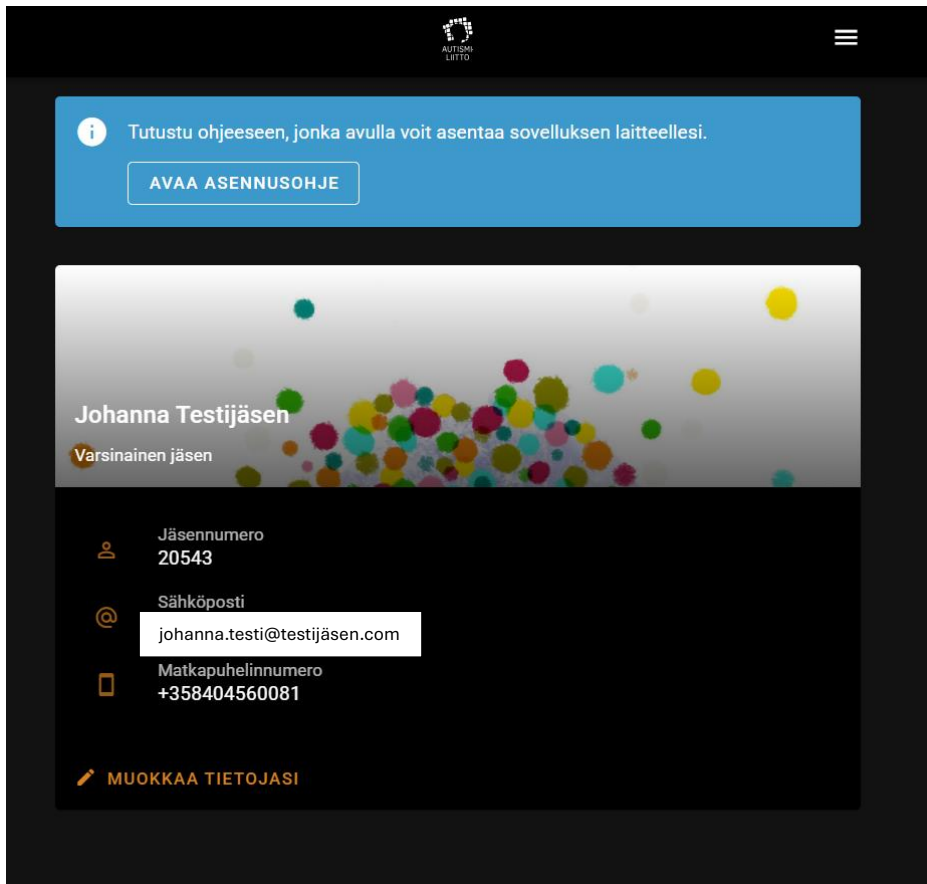 AUTISMI-
LIITTO
Tutustu ohjeeseen, jonka avulla voit asentaa sovelluksen laitteellesi.
AVAA ASENNUSOHJE
Johanna Testijäsen
Varsinainen jäsen
Jäsennumero
20543
Sähköposti
johanna.testi@testijäsen.com
Matkapuhelinnumero
+358404560081
MUOKKAA TIETOJASI